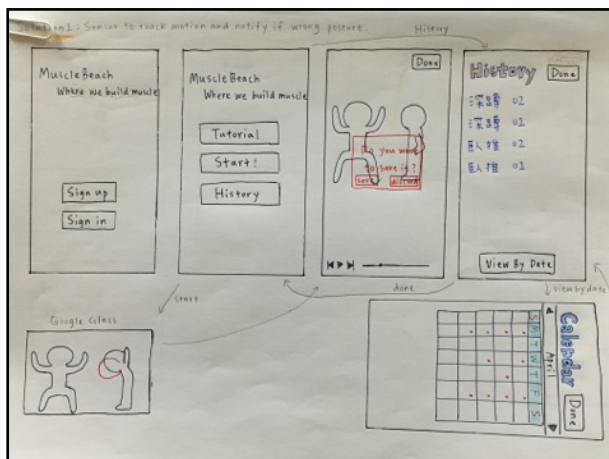 Solution 1: Sensor to track motion and notify if wrong posture.
History
MuscleBeach
Where we build muscle
Sign up
Sign in
MuscleBeach
Where we build muscle
Tutorial
Start!
History
Done
Do you want
to save it?
Save
discard
History
Done
深蹲 02
深蹲 02
臥推 02
臥推 01
View By Date
start
done
view by date
Google Glass
Calendar
Done
April
S M T W T F S